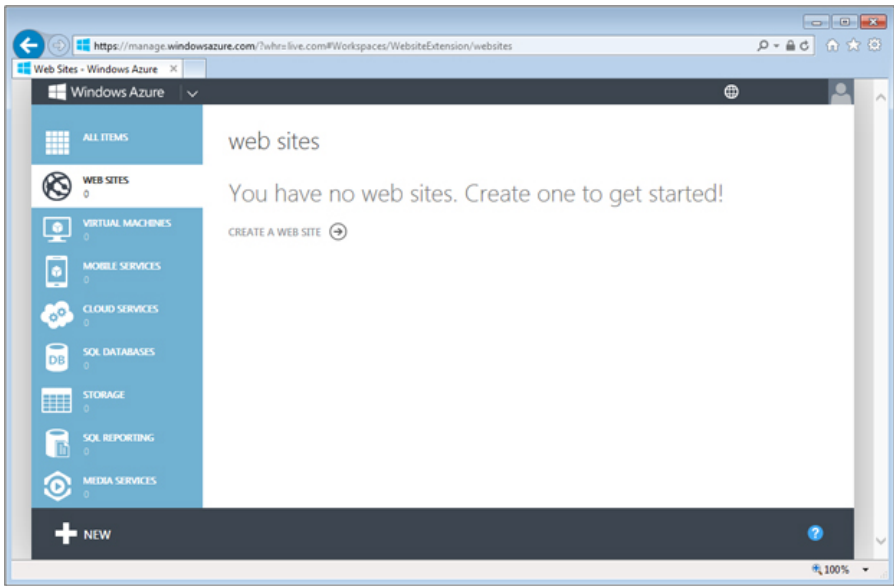 https://manage.windowsazure.com/?whr=live.com#Workspaces/WebsiteExtension/websites
Web Sites - Windows Azure
Windows Azure
ALL ITEMS
web sites
WEB SITES
0
You have no web sites. Create one to get started!
VIRTUAL MACHINES
0
CREATE A WEB SITE
MOBILE SERVICES
0
CLOUD SERVICES
0
DB
SQL DATABASES
0
STORAGE
0
SQL REPORTING
0
MEDIA SERVICES
0
NEW
?
100%